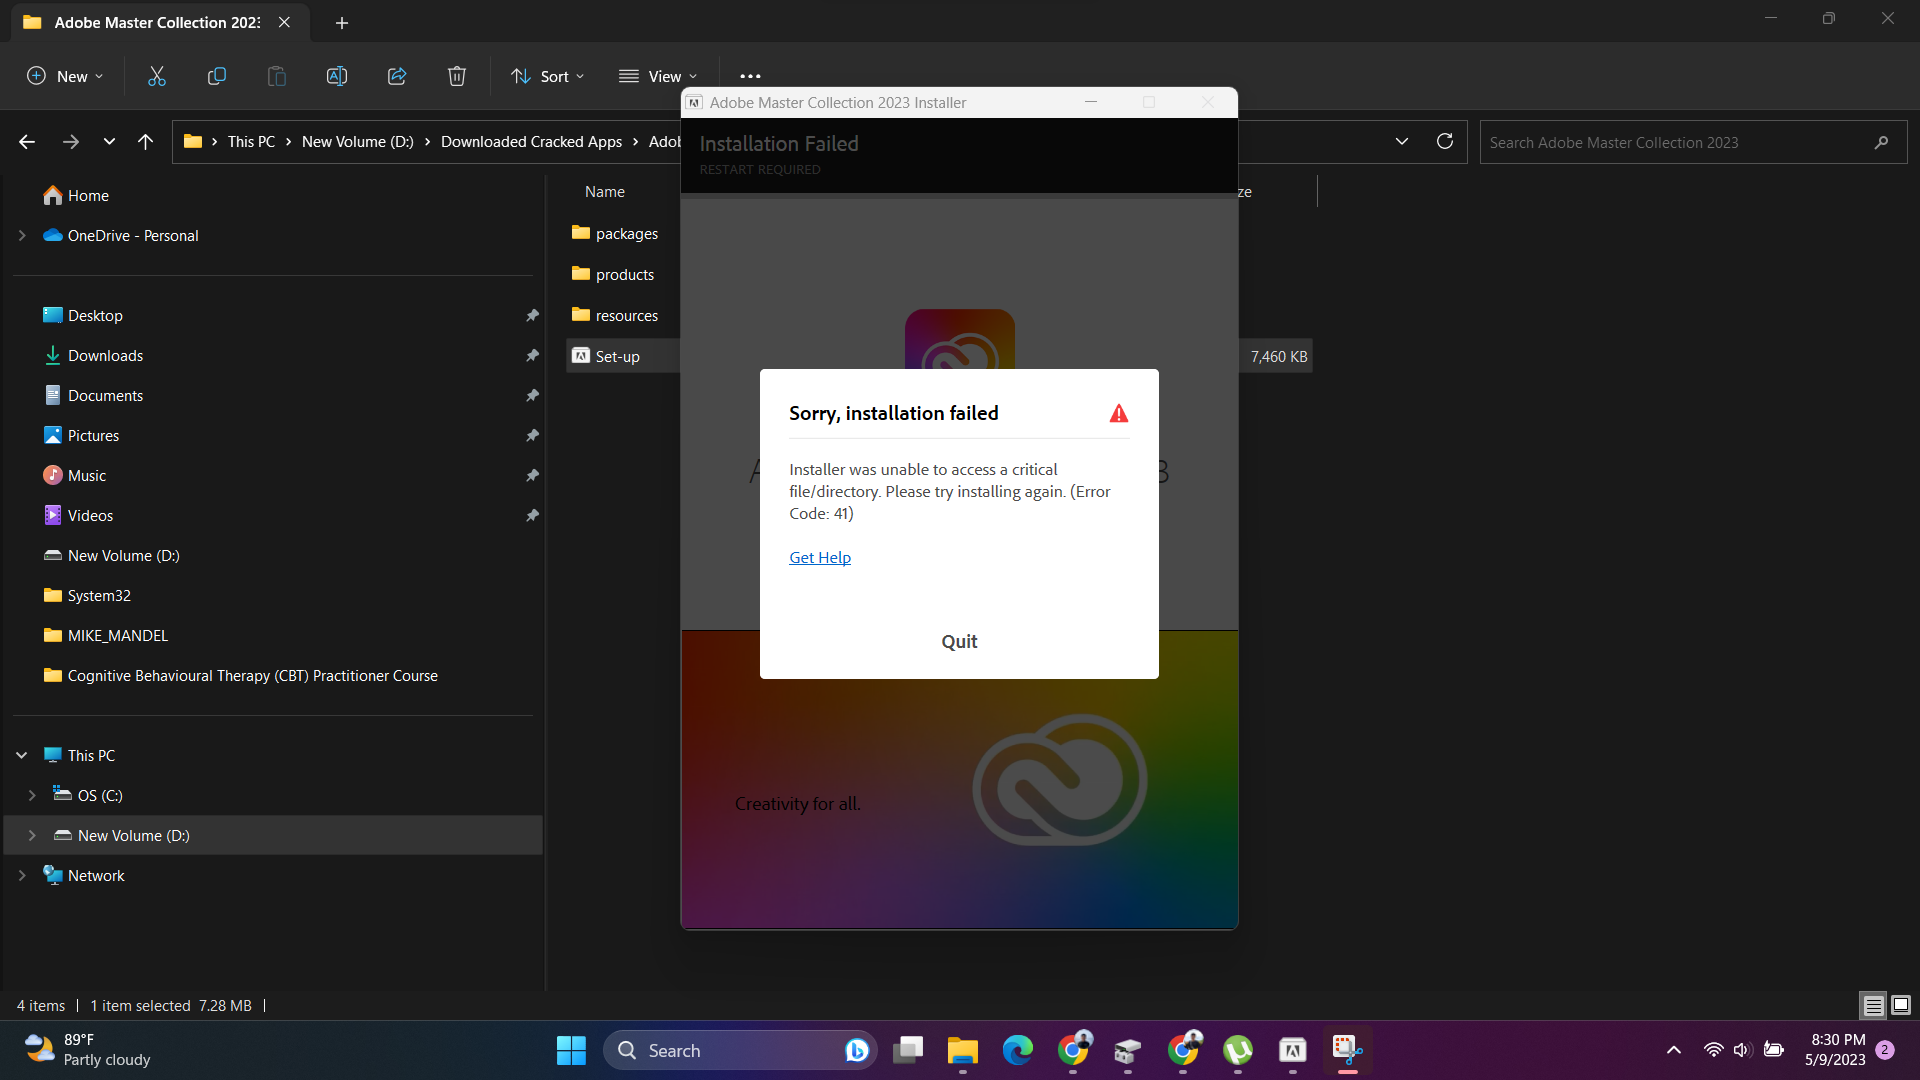 Adobe Master Collection 202
New
Sort
View
This PC
New Volume (D:)
Downloaded Cracked Apps
Adob
Search Adobe Master Collection 2023
Home
OneDrive - Personal
Desktop
Downloads
Documents
Pictures
Music
Videos
New Volume (D:)
System32
MIKE_MANDEL
Cognitive Behavioural Therapy (CBT) Practitioner Course
This PC
OS (C:)
New Volume (D:)
Network
Name
ze
packages
products
resources
Set-up
7,460 KB
Adobe Master Collection 2023 Installer
Installation Failed
RESTART REQUIRED
A
3
Sorry, installation failed
Installer was unable to access a critical
file/directory. Please try installing again. (Error
Code: 41)
Get Help
Quit
Creativity for all.
4 items
1 item selected 7.28 MB
89°F
Partly cloudy
Search
8:30 PM
5/9/2023
2